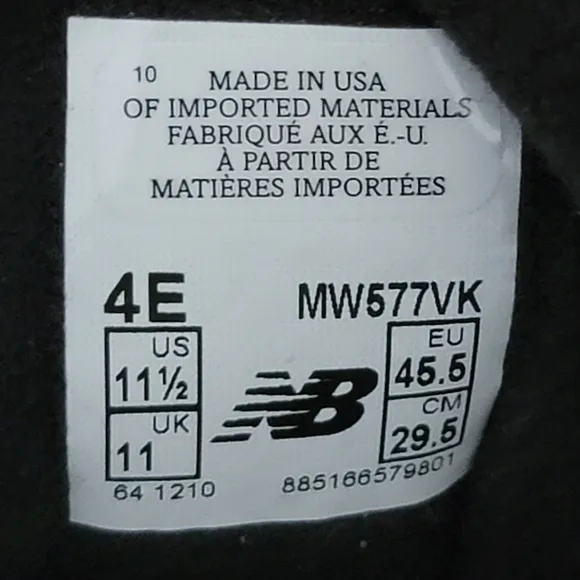 10
MADE IN USA
OF IMPORTED MATERIALS
FABRIQUÉ AUX É.-U.
À PARTIR DE
MATIÈRES IMPORTÉES
4E
MW577VK
US
11½
UK
11
NB
EU
45.5
CM
29.5
64 1210
885166579801